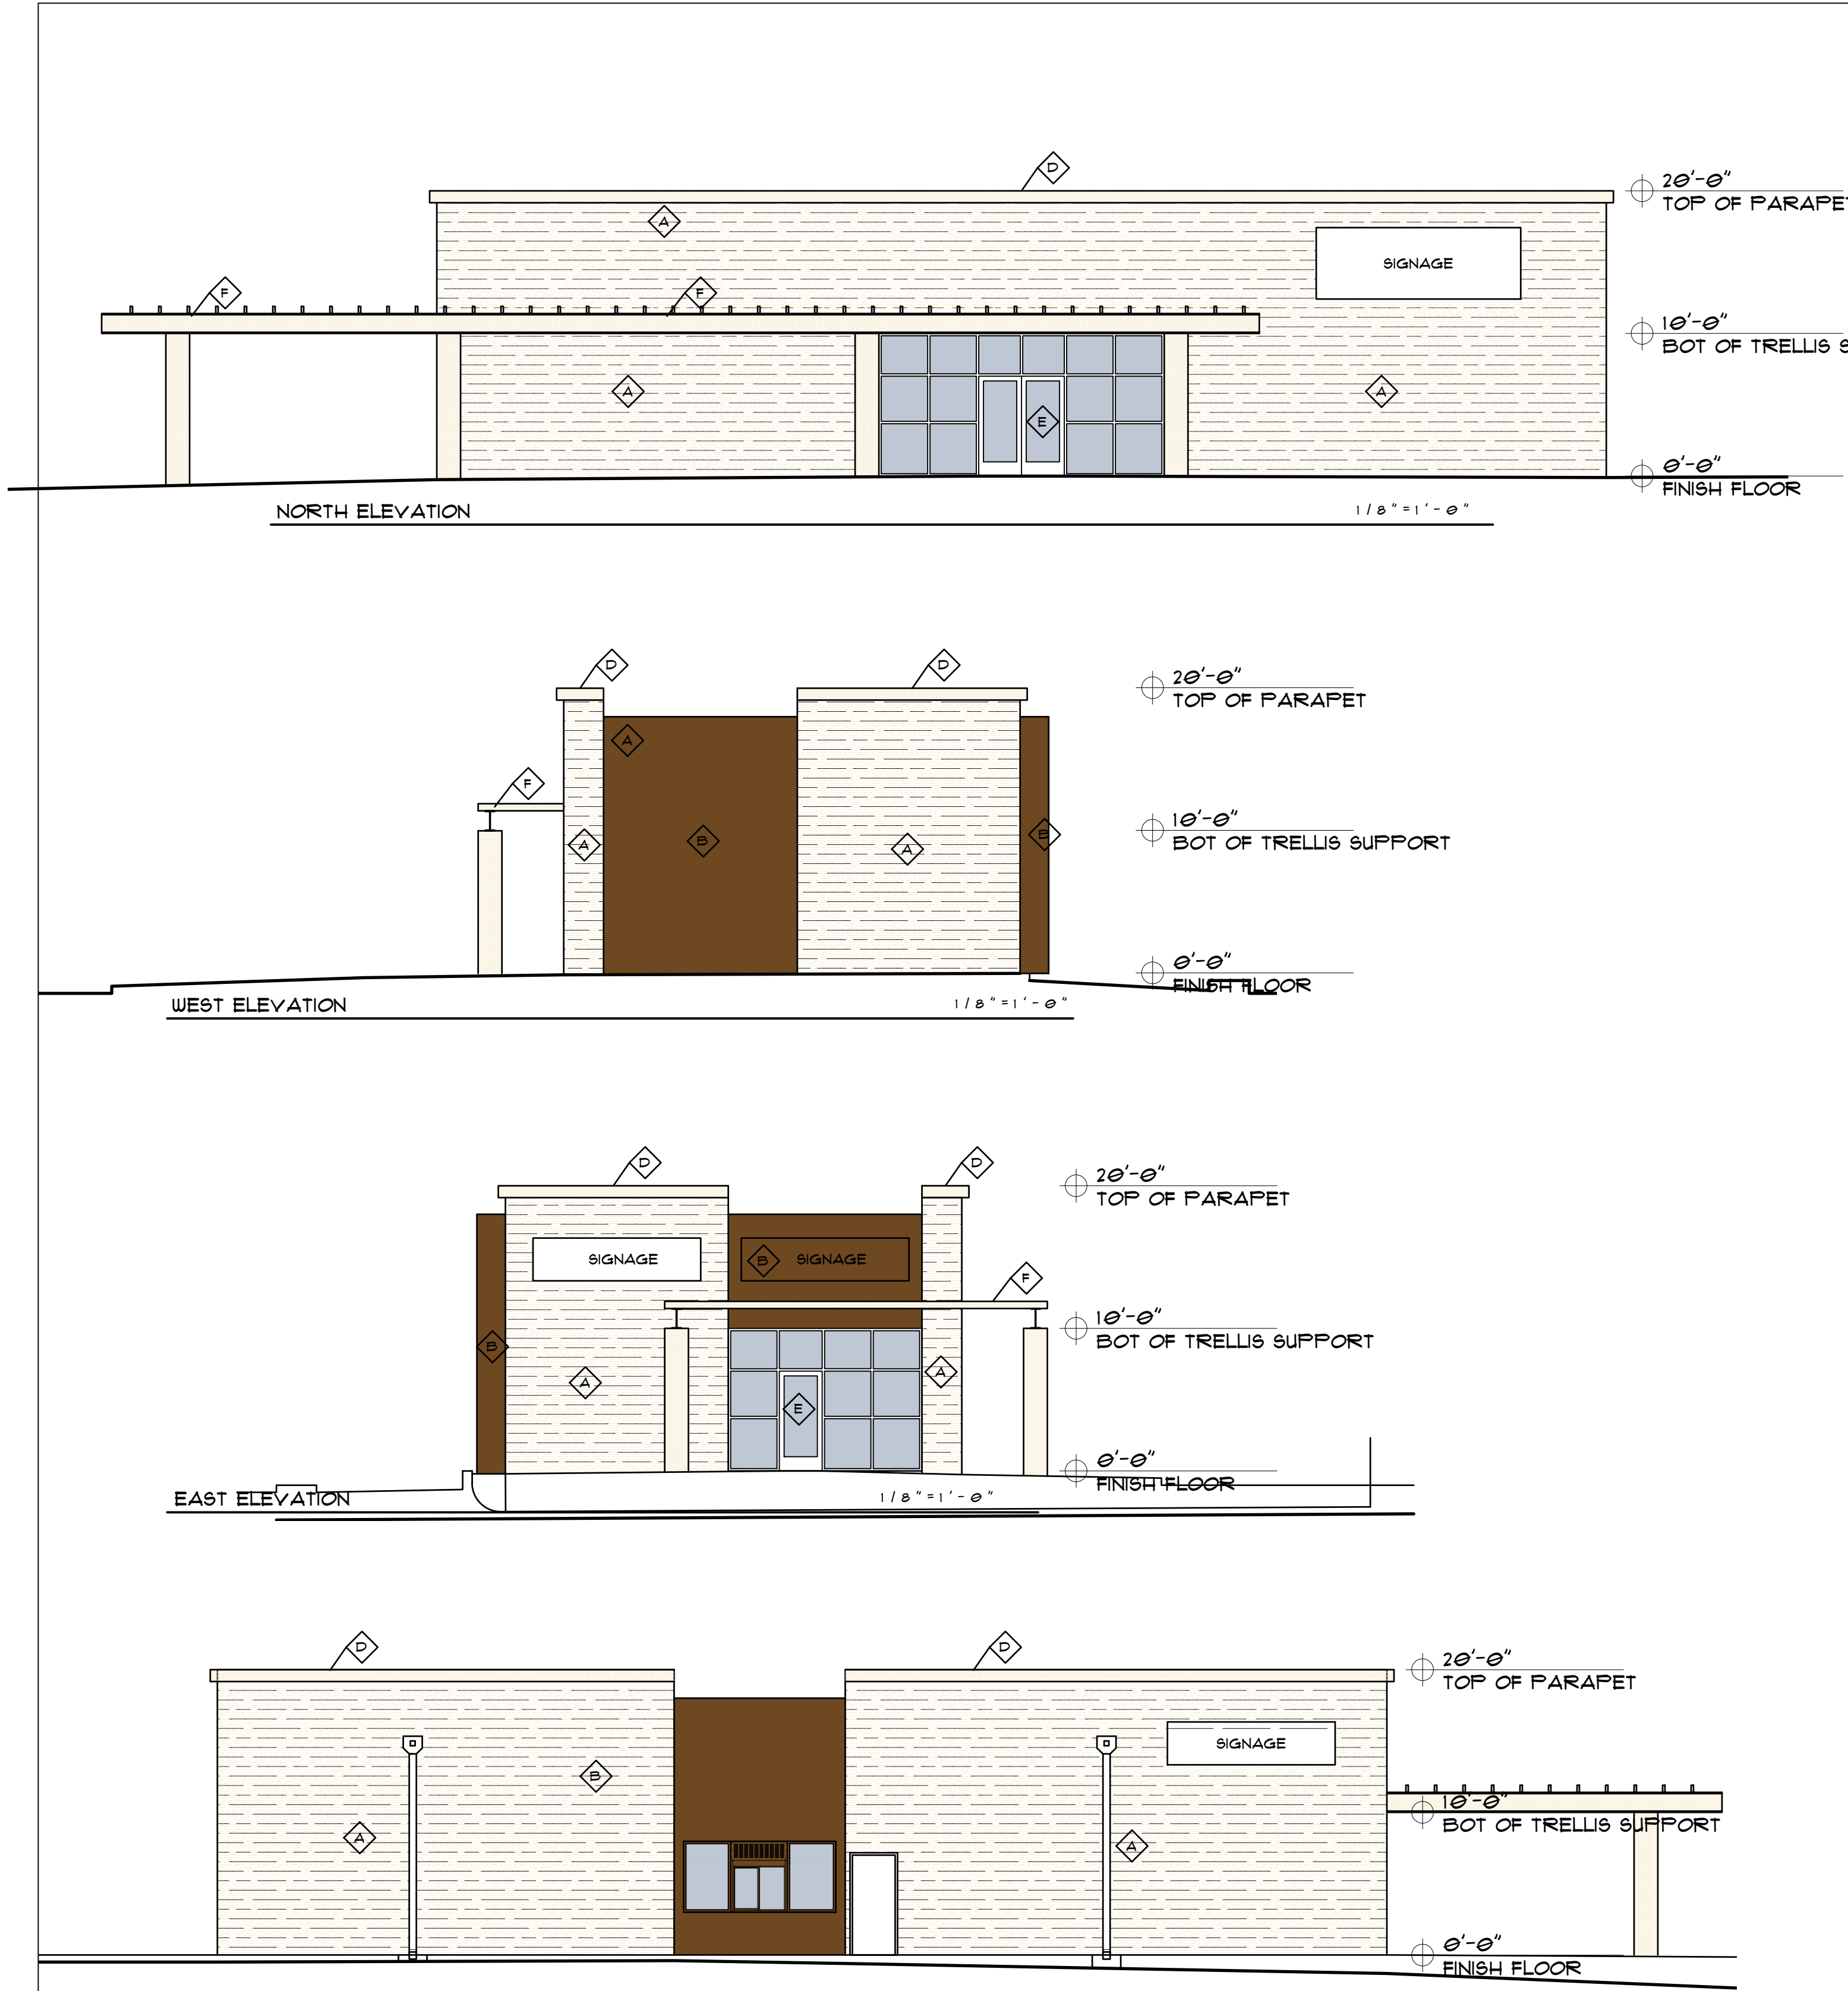 D
20'-0"
TOP OF PARAPET
A
SIGNAGE
F
F
10'-0"
BOT OF TRELLIS S
A
A
E
0'-0"
FINISH FLOOR
NORTH ELEVATION
1/8"=1'-0"
D
D
20'-0"
TOP OF PARAPET
A
F
10'-0"
BOT OF TRELLIS SUPPORT
A
B
A
B
0'-0"
FINISH FLOOR
WEST ELEVATION
1/8"=1'-0"
D
D
20'-0"
TOP OF PARAPET
SIGNAGE
B
SIGNAGE
F
10'-0"
BOT OF TRELLIS SUPPORT
B
A
A
E
0'-0"
FINISH FLOOR
EAST ELEVATION
1/8"=1'-0"
D
D
20'-0"
TOP OF PARAPET
SIGNAGE
B
10'-0"
BOT OF TRELLIS SUPPORT
A
A
0'-0"
FINISH FLOOR